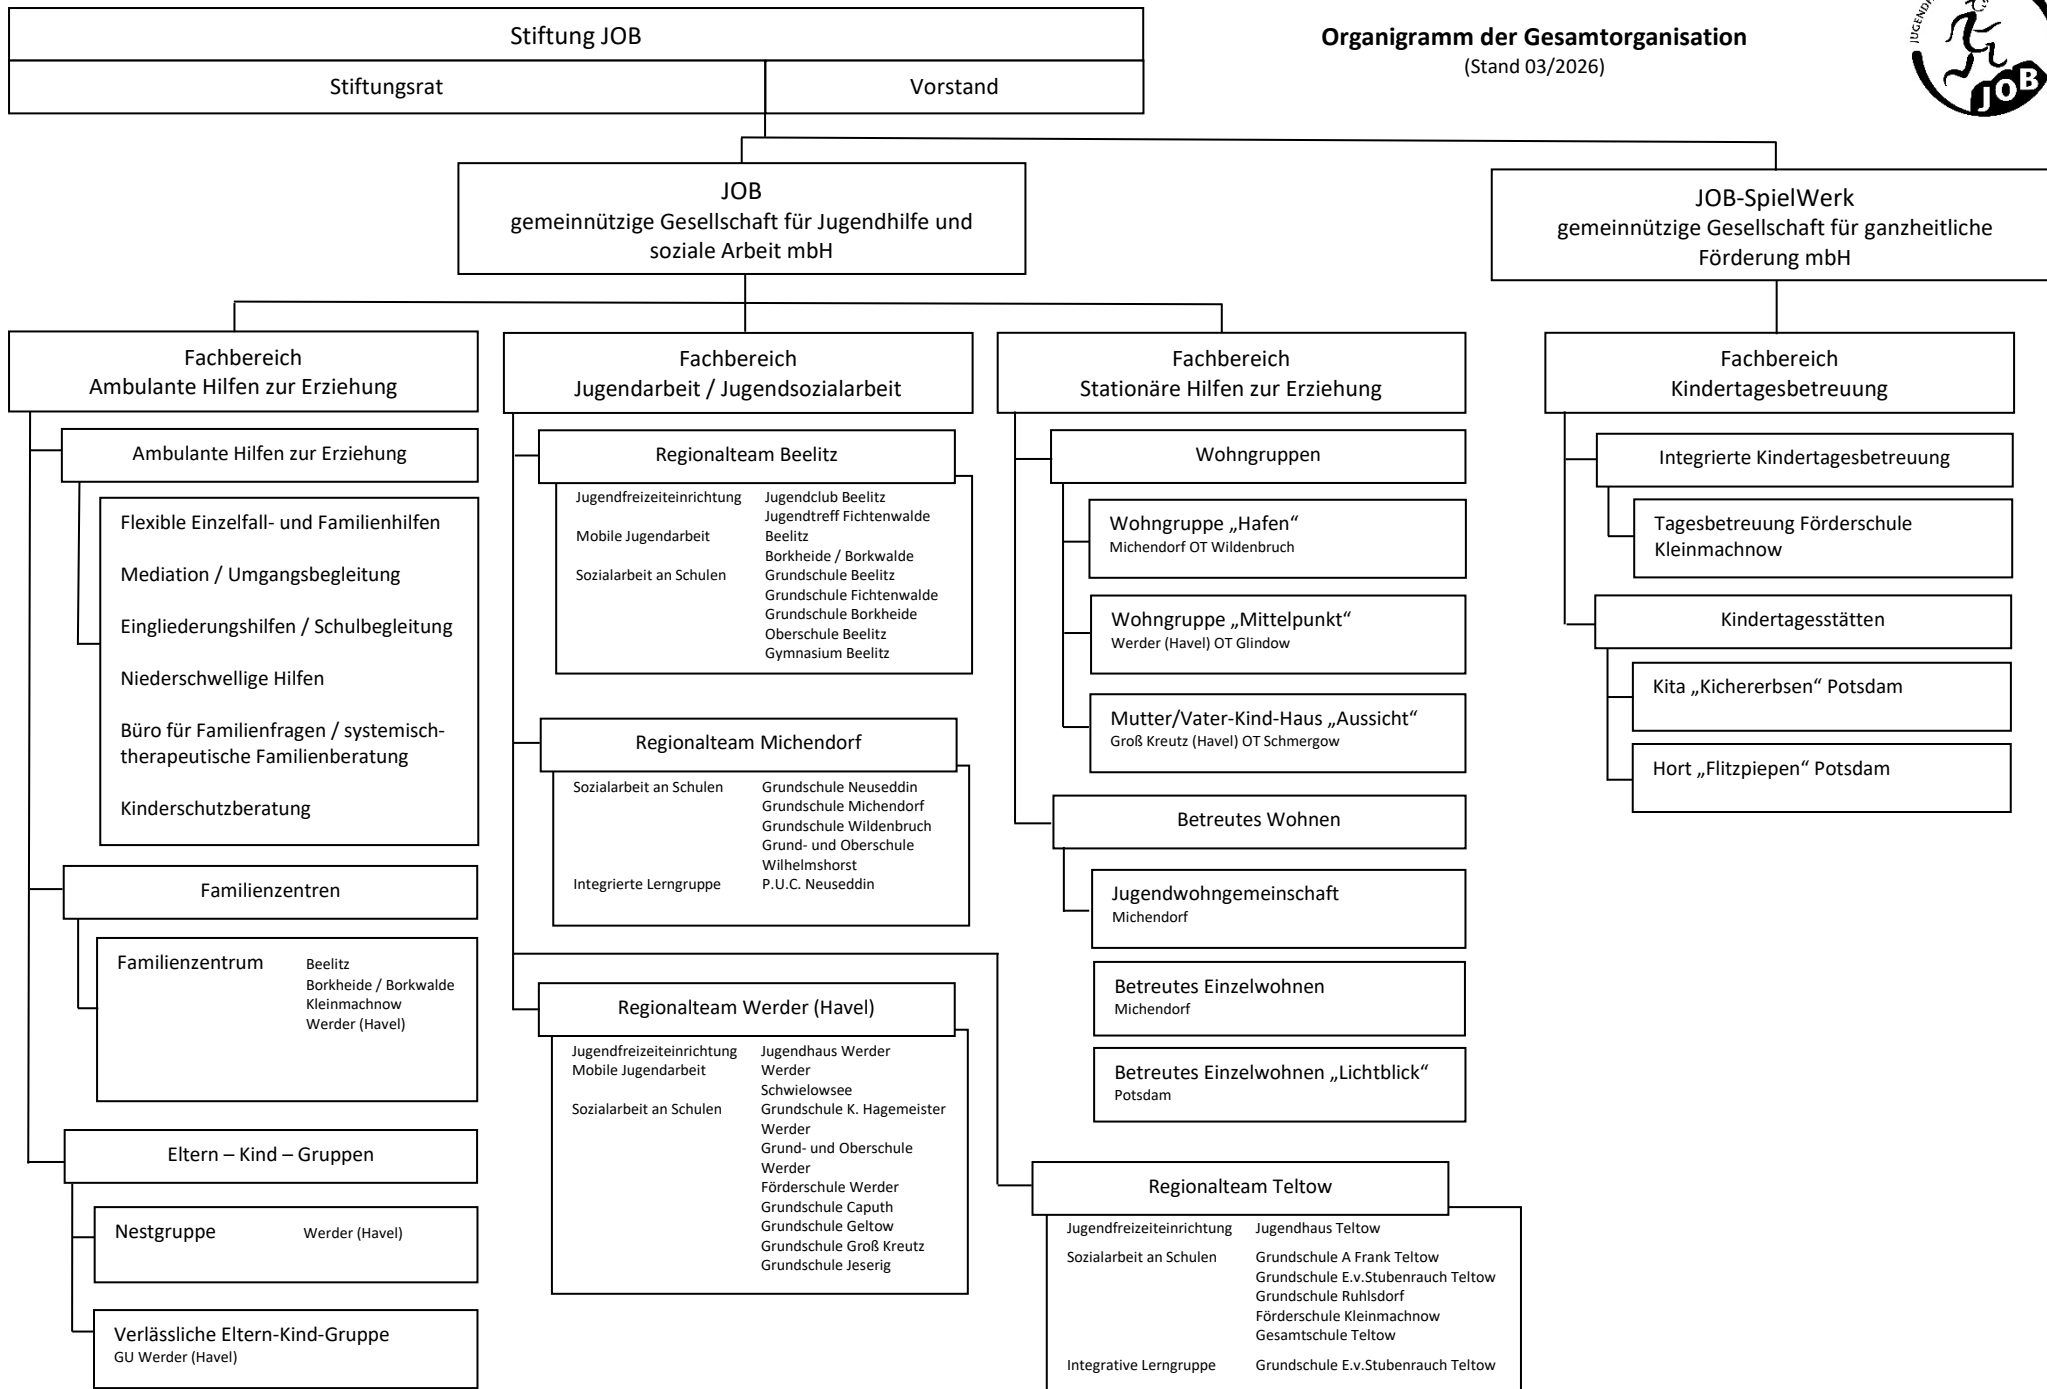 Stiftung JOB
Stiftungsrat
Vorstand
Organigramm der Gesamtorganisation
(Stand 03/2026)
JOB
JOB
gemeinnützige Gesellschaft für Jugendhilfe und
soziale Arbeit mbH
JOB-SpielWerk
gemeinnützige Gesellschaft für ganzheitliche
Förderung mbH
Fachbereich
Ambulante Hilfen zur Erziehung
Ambulante Hilfen zur Erziehung
Flexible Einzelfall- und Familienhilfen
Mediation / Umgangsbegleitung
Eingliederungshilfen / Schulbegleitung
Niederschwellige Hilfen
Büro für Familienfragen / systemisch-
therapeutische Familienberatung
Kinderschutzberatung
Familienzentren
Familienzentrum Beelitz
Borkheide / Borkwalde
Kleinmachnow
Werder (Havel)
Eltern – Kind – Gruppen
Nestgruppe Werder (Havel)
Verlässliche Eltern-Kind-Gruppe
GU Werder (Havel)
Fachbereich
Jugendarbeit / Jugendsozialarbeit
Regionalteam Beelitz
Jugendfreizeiteinrichtung Jugendclub Beelitz
Jugendtreff Fichtenwalde
Mobile Jugendarbeit Beelitz
Borkheide / Borkwalde
Sozialarbeit an Schulen Grundschule Beelitz
Grundschule Fichtenwalde
Grundschule Borkheide
Oberschule Beelitz
Gymnasium Beelitz
Regionalteam Michendorf
Sozialarbeit an Schulen Grundschule Neuseddin
Grundschule Michendorf
Grundschule Wildenbruch
Grund- und Oberschule
Wilhelmshorst
Integrierte Lerngruppe P.U.C. Neuseddin
Regionalteam Werder (Havel)
Jugendfreizeiteinrichtung Jugendhaus Werder
Mobile Jugendarbeit Werder
Schwielowsee
Sozialarbeit an Schulen Grundschule K. Hagemeister
Werder
Grund- und Oberschule
Werder
Förderschule Werder
Grundschule Caputh
Grundschule Geltow
Grundschule Groß Kreutz
Grundschule Jeserig
Regionalteam Teltow
Jugendfreizeiteinrichtung Jugendhaus Teltow
Sozialarbeit an Schulen Grundschule A Frank Teltow
Grundschule E.v.Stubenrauch Teltow
Grundschule Ruhlsdorf
Förderschule Kleinmachnow
Gesamtschule Teltow
Integrative Lerngruppe Grundschule E.v.Stubenrauch Teltow
Fachbereich
Stationäre Hilfen zur Erziehung
Wohngruppen
Wohngruppe „Hafen“
Michendorf OT Wildenbruch
Wohngruppe „Mittelpunkt“
Werder (Havel) OT Glindow
Mutter/Vater-Kind-Haus „Aussicht“
Groß Kreutz (Havel) OT Schmergow
Betreutes Wohnen
Jugendwohngemeinschaft
Michendorf
Betreutes Einzelwohnen
Michendorf
Betreutes Einzelwohnen „Lichtblick“
Potsdam
Fachbereich
Kindertagesbetreuung
Integrierte Kindertagesbetreuung
Tagesbetreuung Förderschule
Kleinmachnow
Kindertagesstätten
Kita „Kichererbsen“ Potsdam
Hort „Flitzpiepen“ Potsdam